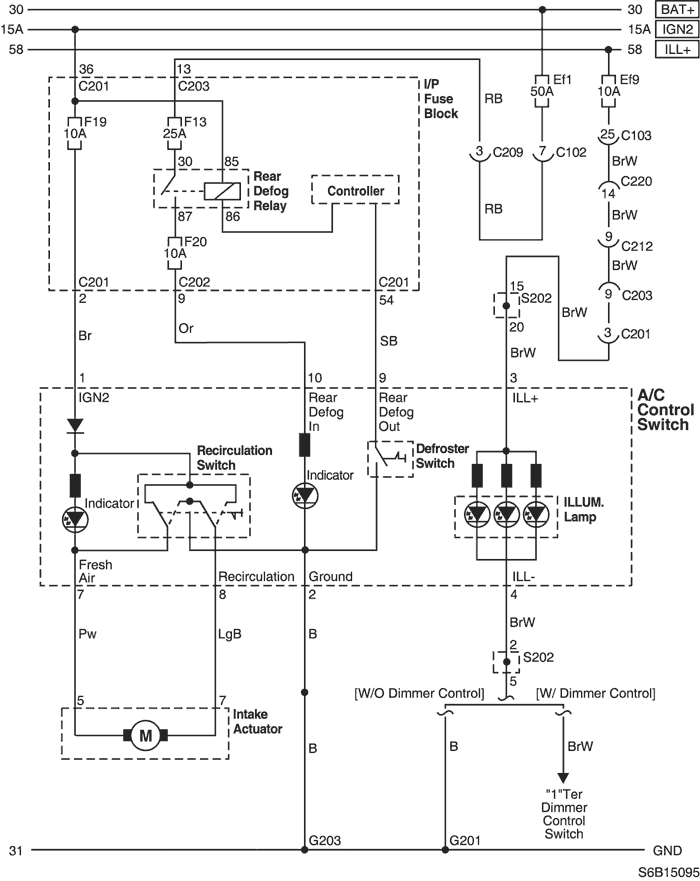 30 30 BAT+
15A 15A IGN2
58 58 ILL+
36 13
C201 C203
I/P
Fuse
Block
Ef1
50A
Ef9
10A
RB
F19
10A
F13
25A
25 C103
3 C209
7 C102
BrW
30 85
Rear
Defog
Relay
Controller
C220
14
87 86
RB
BrW
F20
10A
9
C212
BrW
C201 C202 C201
2 9 54
15
S202
20
BrW
9 C203
3 C201
Br
Or
SB
BrW
1 10 9 3
IGN2
Rear
Defog
In
Rear
Defog
Out
ILL+
A/C
Control
Switch
Recirculation
Switch
Defroster
Switch
Indicator
Indicator
ILLUM.
Lamp
Fresh
Air
Recirculation
Ground
ILL-
7 8 2 4
Pw
LgB
B
BrW
2
S202
5
[W/O Dimmer Control] [W/ Dimmer Control]
5 7
Intake
Actuator
M
B
B
BrW
"1"Ter
Dimmer
Control
Switch
G203 G201
31 GND
S6B15095